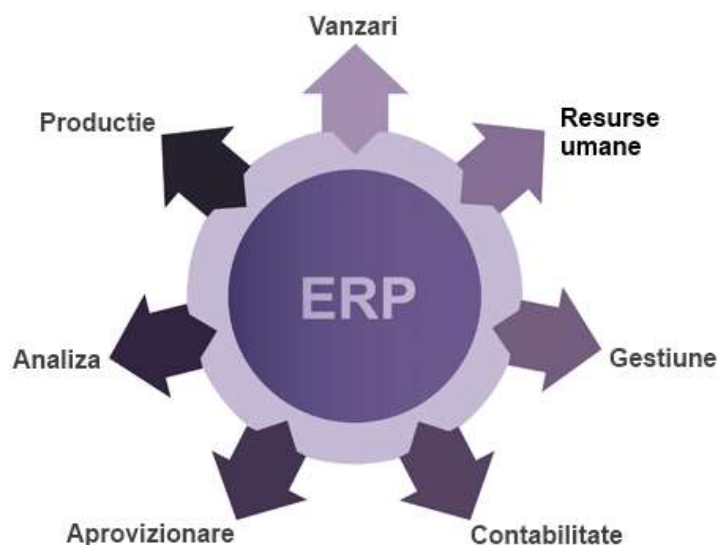 Vanzari
Productie
Resurse
umane
ERP
Analiza
Gestiune
Aprovizionare
Contabilitate